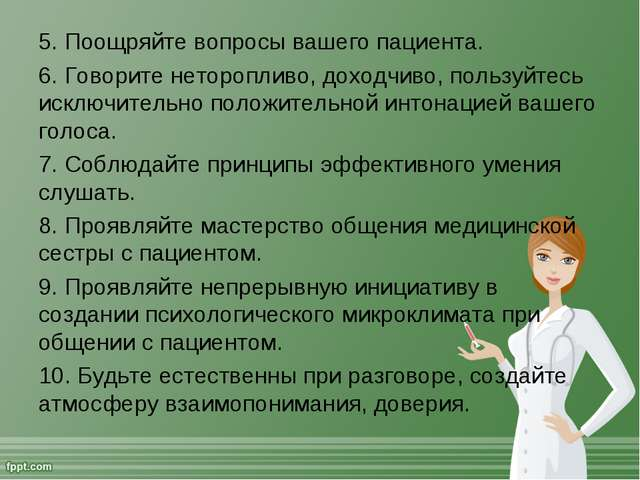 5. Поощряйте вопросы вашего пациента.
6. Говорите неторопливо, доходчиво, пользуйтесь
исключительно положительной интонацией вашего
голоса.
7. Соблюдайте принципы эффективного умения
слушать.
8. Проявляйте мастерство общения медицинской
сестры с пациентом.
9. Проявляйте непрерывную инициативу в
создании психологического микроклимата при
общении с пациентом.
10. Будьте естественны при разговоре, создайте
атмосферу взаимопонимания, доверия.
fppt.com